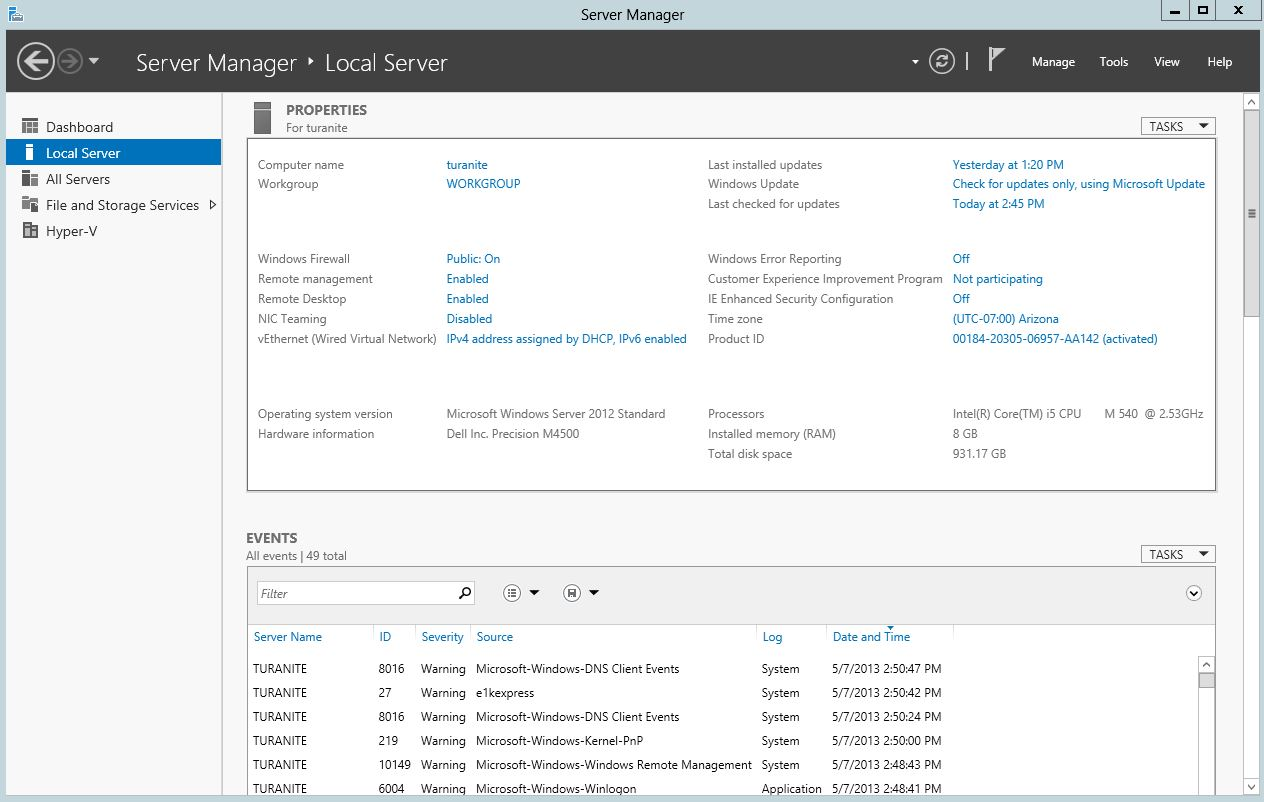 Server Manager
Server Manager ‣ Local Server
Manage Tools View Help
Dashboard
Local Server
All Servers
File and Storage Services
Hyper-V
PROPERTIES
For turanite
TASKS
Computer name turanite Last installed updates Yesterday at 1:20 PM
Workgroup WORKGROUP Windows Update Check for updates only, using Microsoft Update
Last checked for updates Today at 2:45 PM
Windows Firewall Public: On Windows Error Reporting Off
Remote management Enabled Customer Experience Improvement Program Not participating
Remote Desktop Enabled IE Enhanced Security Configuration Off
NIC Teaming Disabled Time zone (UTC-07:00) Arizona
vEthernet (Wired Virtual Network) IPv4 address assigned by DHCP, IPv6 enabled Product ID 00184-20305-06957-AA142 (activated)
Operating system version Microsoft Windows Server 2012 Standard Processors Intel(R) Core(TM) i5 CPU M 540 @ 2.53GHz
Hardware information Dell Inc. Precision M4500 Installed memory (RAM) 8 GB
Total disk space 931.17 GB
EVENTS
All events | 49 total
TASKS
Filter
Server Name ID Severity Source Log Date and Time
TURANITE 8016 Warning Microsoft-Windows-DNS Client Events System 5/7/2013 2:50:47 PM
TURANITE 27 Warning e1kexpress System 5/7/2013 2:50:42 PM
TURANITE 8016 Warning Microsoft-Windows-DNS Client Events System 5/7/2013 2:50:24 PM
TURANITE 219 Warning Microsoft-Windows-Kernel-PnP System 5/7/2013 2:50:00 PM
TURANITE 10149 Warning Microsoft-Windows-Windows Remote Management System 5/7/2013 2:48:43 PM
TURANITE 6004 Warning Microsoft-Windows-Winlogon Application 5/7/2013 2:48:41 PM